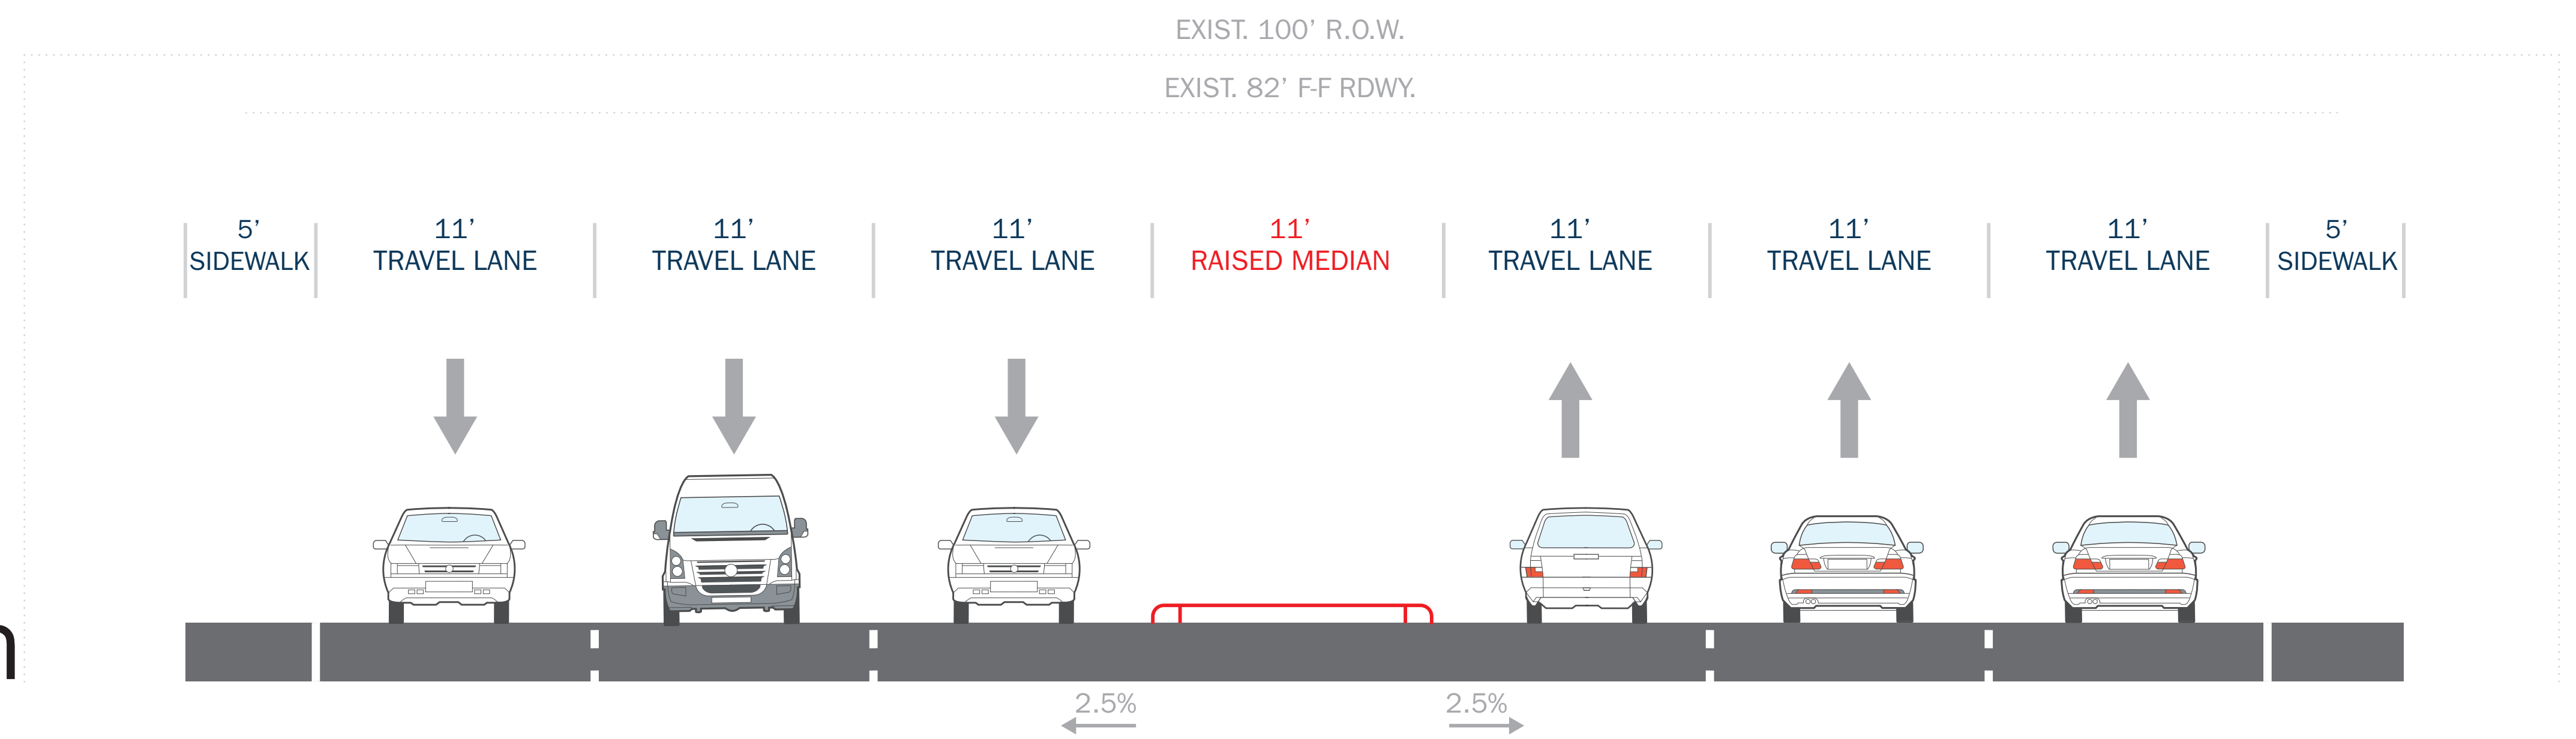 EXIST. 100’ R.O.W.
EXIST. 82’ F-F RDWY.
5’ 11’ 11’ 11’ 11’ 11’ 11’ 11’ 5’
SIDEWALK TRAVEL LANE TRAVEL LANE TRAVEL LANE RAISED MEDIAN TRAVEL LANE TRAVEL LANE TRAVEL LANE SIDEWALK
2.5% 2.5%